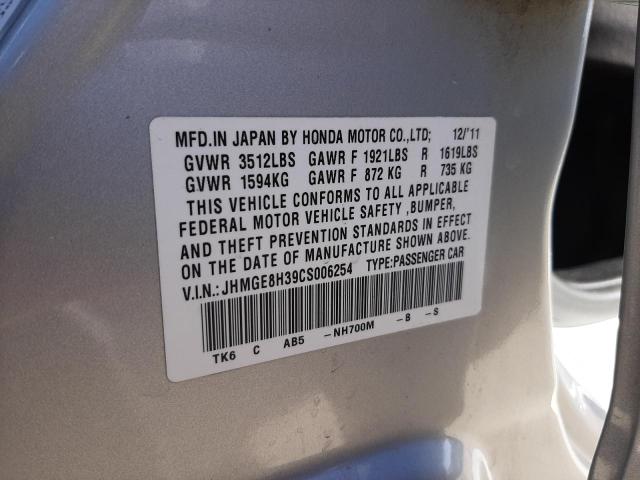 MFD.IN JAPAN BY HONDA MOTOR CO.,LTD; 12/'11
GVWR 3512LBS GAWR F 1921LBS R 1619LBS
GVWR 1594KG GAWR F 872 KG R 735 KG
THIS VEHICLE CONFORMS TO ALL APPLICABLE
FEDERAL MOTOR VEHICLE SAFETY ,BUMPER,
AND THEFT PREVENTION STANDARDS IN EFFECT
ON THE DATE OF MANUFACTURE SHOWN ABOVE.
V.I.N.: JHMGE8H39CS006254 TYPE:PASSENGER CAR
TK6 C AB5 -NH700M -B -S